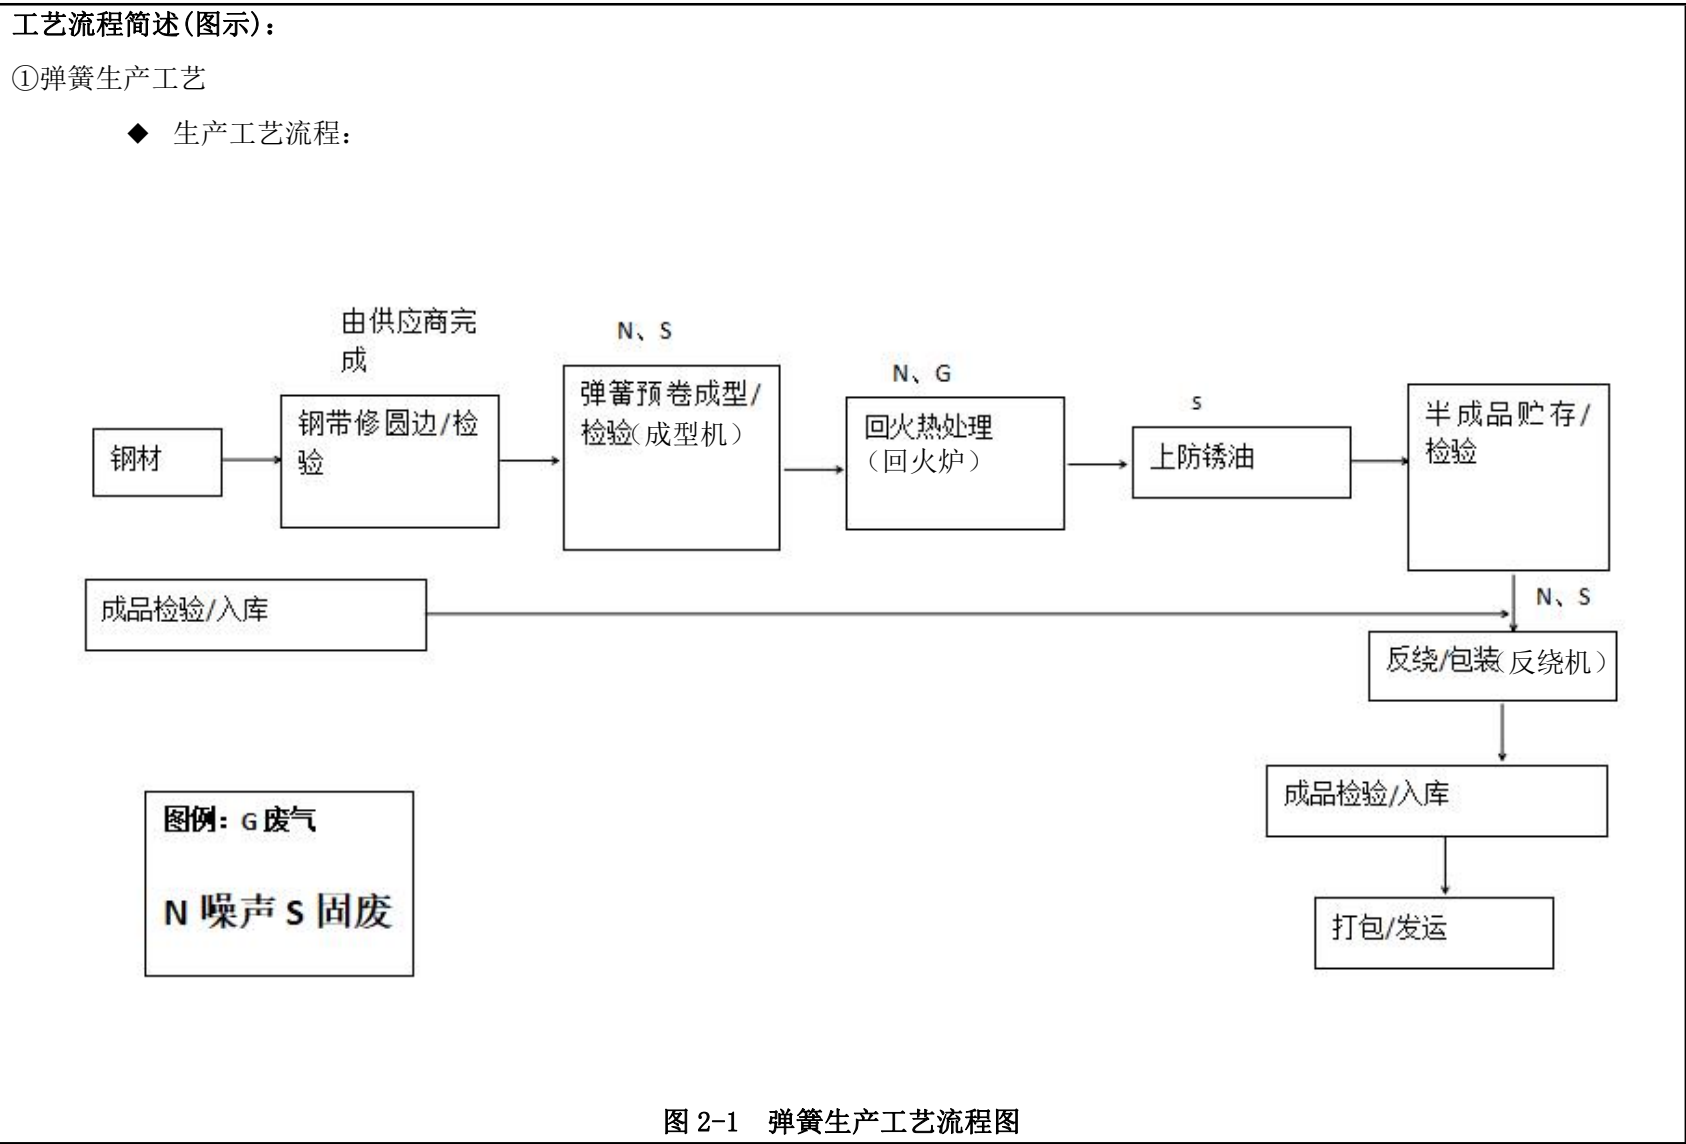 工艺流程简述(图示):
①弹簧生产工艺
◆ 生产工艺流程:
由供应商完
成
N、S
N、G
s
钢材
钢带修圆边/检
验
弹簧预卷成型/
检验(成型机)
回火热处理
(回火炉)
上防锈油
半成品贮存/
检验
成品检验/入库
N、S
反绕/包装(反绕机)
成品检验/入库
打包/发运
图例: G 废气
N 噪声 S 固废
图 2-1 弹簧生产工艺流程图